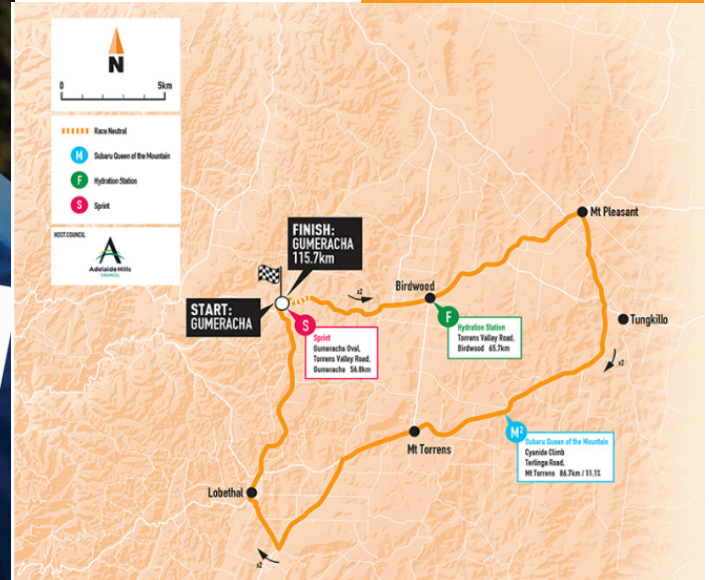 N
0 5km
Race Neutral
M Subaru Queen of the Mountain
F Hydration Station
S Sprint
HOST COUNCIL
Adelaide Hills
COUNCIL
FINISH:
GUMERACHA
115.7km
START:
GUMERACHA
x2
Birdwood
Mt Pleasant
Tungkillo
x2
S
Sprint
Gumeracha Oval,
Torrens Valley Road,
Gumeracha 56.8km
F
Hydration Station
Torrens Valley Road,
Birdwood 65.7km
M²
Subaru Queen of the Mountain
Cyanide Climb
Terlinga Road,
Mt Torrens 86.7km / 11.1%
Mt Torrens
Lobethal
x2